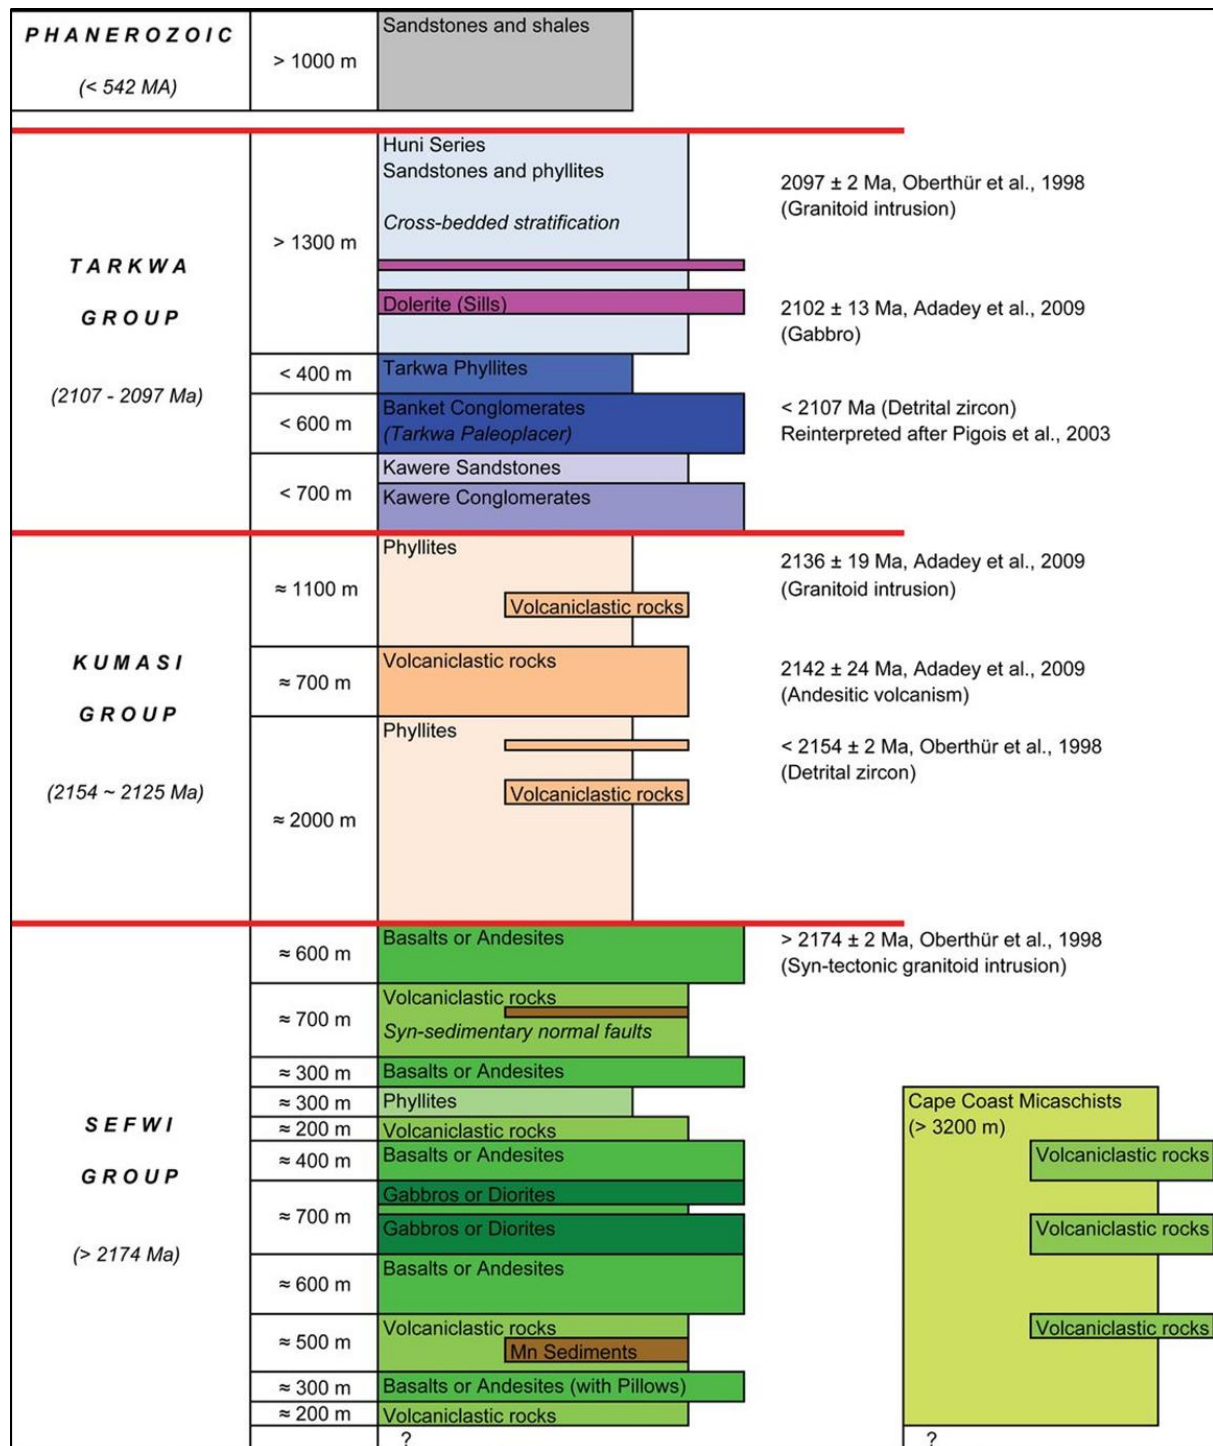 PHANEROZOIC
(< 542 MA)
> 1000 m
Sandstones and shales
TARKWA
GROUP
(2107 - 2097 Ma)
> 1300 m
Huni Series
Sandstones and phyllites
Cross-bedded stratification
Dolerite (Sills)
2097 ± 2 Ma, Oberthür et al., 1998
(Granitoid intrusion)
2102 ± 13 Ma, Adadey et al., 2009
(Gabbro)
< 400 m
Tarkwa Phyllites
< 600 m
Banket Conglomerates
(Tarkwa Paleoplacer)
< 2107 Ma (Detrital zircon)
Reinterpreted after Pigois et al., 2003
< 700 m
Kawere Sandstones
Kawere Conglomerates
KUMASI
GROUP
(2154 ~ 2125 Ma)
≈ 1100 m
Phyllites
Volcaniclastic rocks
2136 ± 19 Ma, Adadey et al., 2009
(Granitoid intrusion)
≈ 700 m
Volcaniclastic rocks
2142 ± 24 Ma, Adadey et al., 2009
(Andesitic volcanism)
≈ 2000 m
Phyllites
Volcaniclastic rocks
< 2154 ± 2 Ma, Oberthür et al., 1998
(Detrital zircon)
SEFWI
GROUP
(> 2174 Ma)
≈ 600 m
Basalts or Andesites
> 2174 ± 2 Ma, Oberthür et al., 1998
(Syn-tectonic granitoid intrusion)
≈ 700 m
Volcaniclastic rocks
Syn-sedimentary normal faults
≈ 300 m
Basalts or Andesites
≈ 300 m
Phyllites
≈ 200 m
Volcaniclastic rocks
≈ 400 m
Basalts or Andesites
≈ 700 m
Gabbros or Diorites
Gabbros or Diorites
≈ 600 m
Basalts or Andesites
≈ 500 m
Volcaniclastic rocks
Mn Sediments
≈ 300 m
Basalts or Andesites (with Pillows)
≈ 200 m
Volcaniclastic rocks
?
Cape Coast Micaschists
(> 3200 m)
Volcaniclastic rocks
Volcaniclastic rocks
Volcaniclastic rocks
?